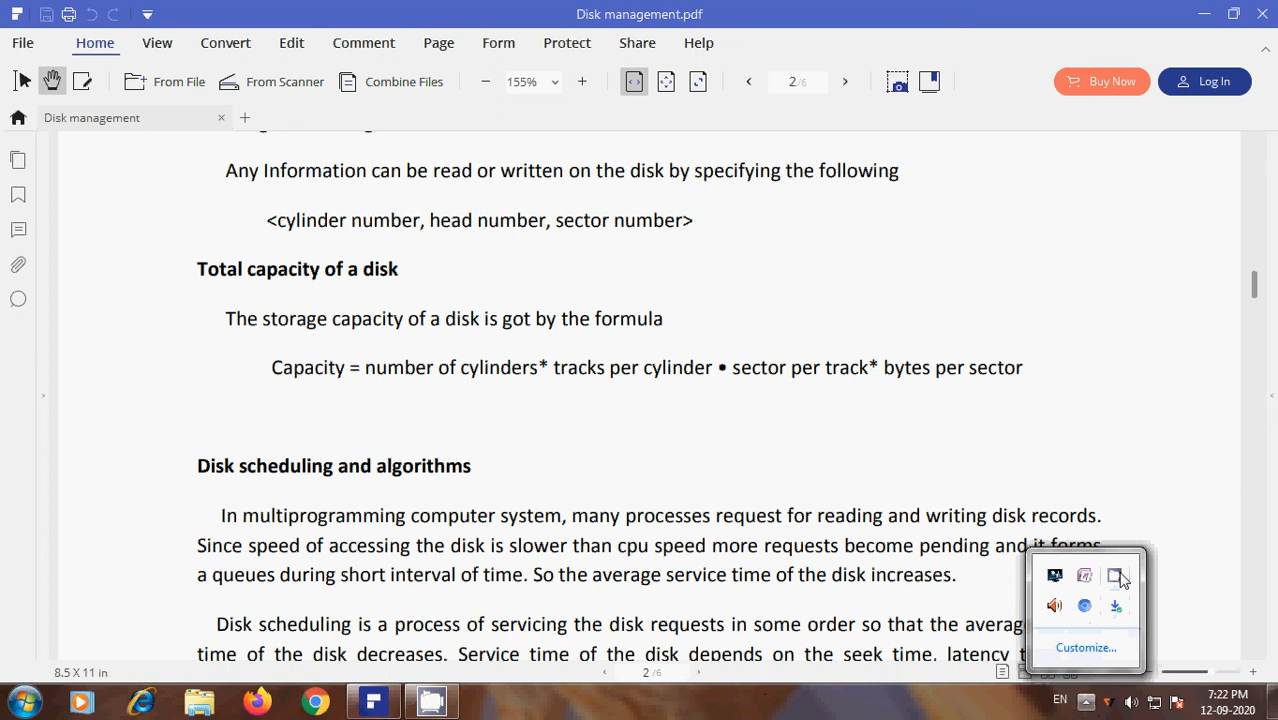 Disk management.pdf
File Home View Convert Edit Comment Page Form Protect Share Help
From File From Scanner Combine Files 155% 2/6 Buy Now Log In
Disk management
Any Information can be read or written on the disk by specifying the following
<cylinder number, head number, sector number>
Total capacity of a disk
The storage capacity of a disk is got by the formula
Capacity = number of cylinders* tracks per cylinder • sector per track* bytes per sector
Disk scheduling and algorithms
In multiprogramming computer system, many processes request for reading and writing disk records.
Since speed of accessing the disk is slower than cpu speed more requests become pending and it forms
a queues during short interval of time. So the average service time of the disk increases.
Disk scheduling is a process of servicing the disk requests in some order so that the average
time of the disk decreases. Service time of the disk depends on the seek time, latency
Customize...
8.5 X 11 in 2/6
EN 7:22 PM
12-09-2020